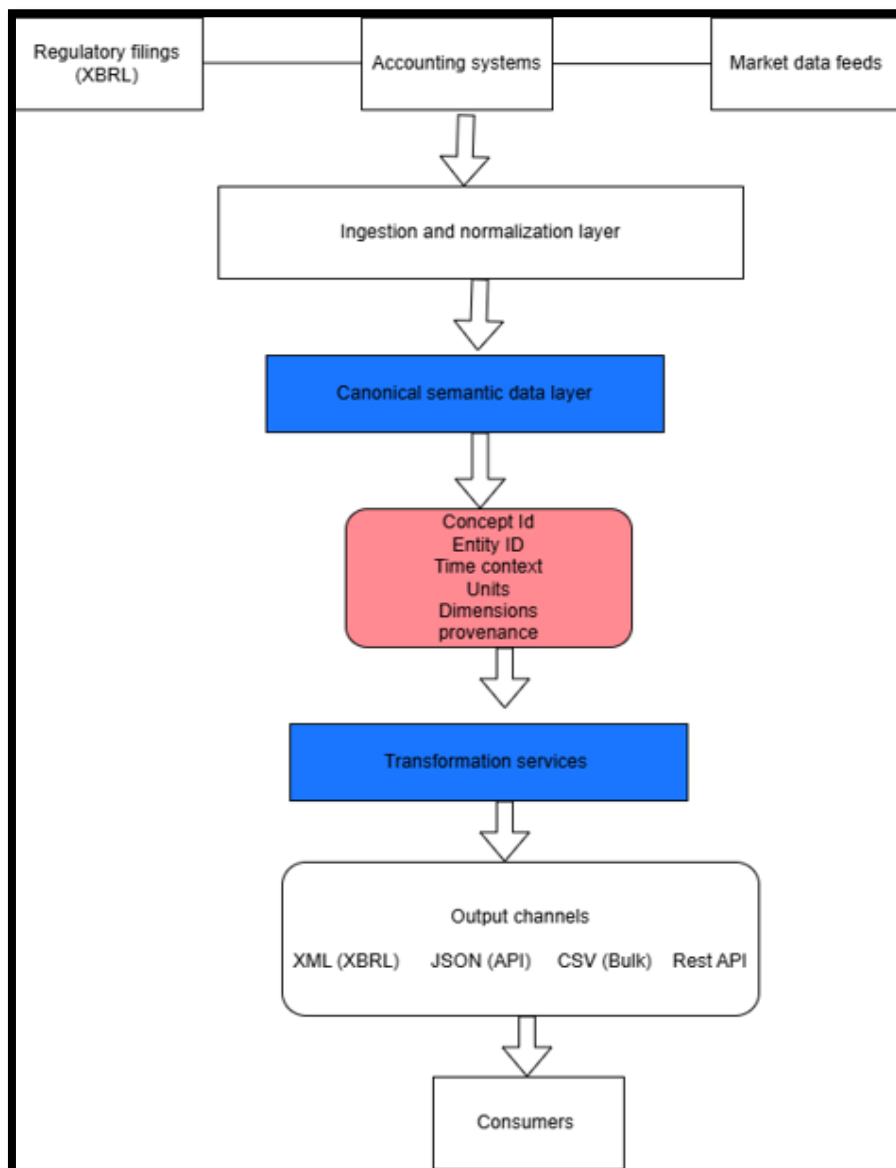 Regulatory filings
(XBRL)
Accounting systems
Market data feeds
Ingestion and normalization layer
Canonical semantic data layer
Concept Id
Entity ID
Time context
Units
Dimensions
provenance
Transformation services
Output channels
XML (XBRL)
JSON (API)
CSV (Bulk)
Rest API
Consumers